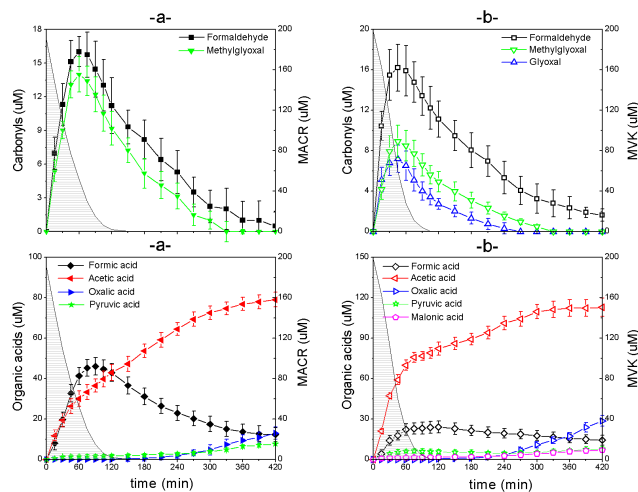 -a-
-b-
18
15
12
9
6
3
0
Carbonyls (uM)
Formaldehyde
Methylglyoxal
200
160
120
80
40
0
MACR (uM)
20
16
12
8
4
0
Carbonyls (uM)
Formaldehyde
Methylglyoxal
Glyoxal
200
160
120
80
40
0
MVK (uM)
-a-
-b-
100
80
60
40
20
0
Organic acids (uM)
Formic acid
Acetic acid
Oxalic acid
Pyruvic acid
200
160
120
80
40
0
MACR (uM)
0 60 120 180 240 300 360 420
time (min)
150
120
90
60
30
0
Organic acids (uM)
Formic acid
Acetic acid
Oxalic acid
Pyruvic acid
Malonic acid
200
160
120
80
40
0
MVK (uM)
0 60 120 180 240 300 360 420
time (min)